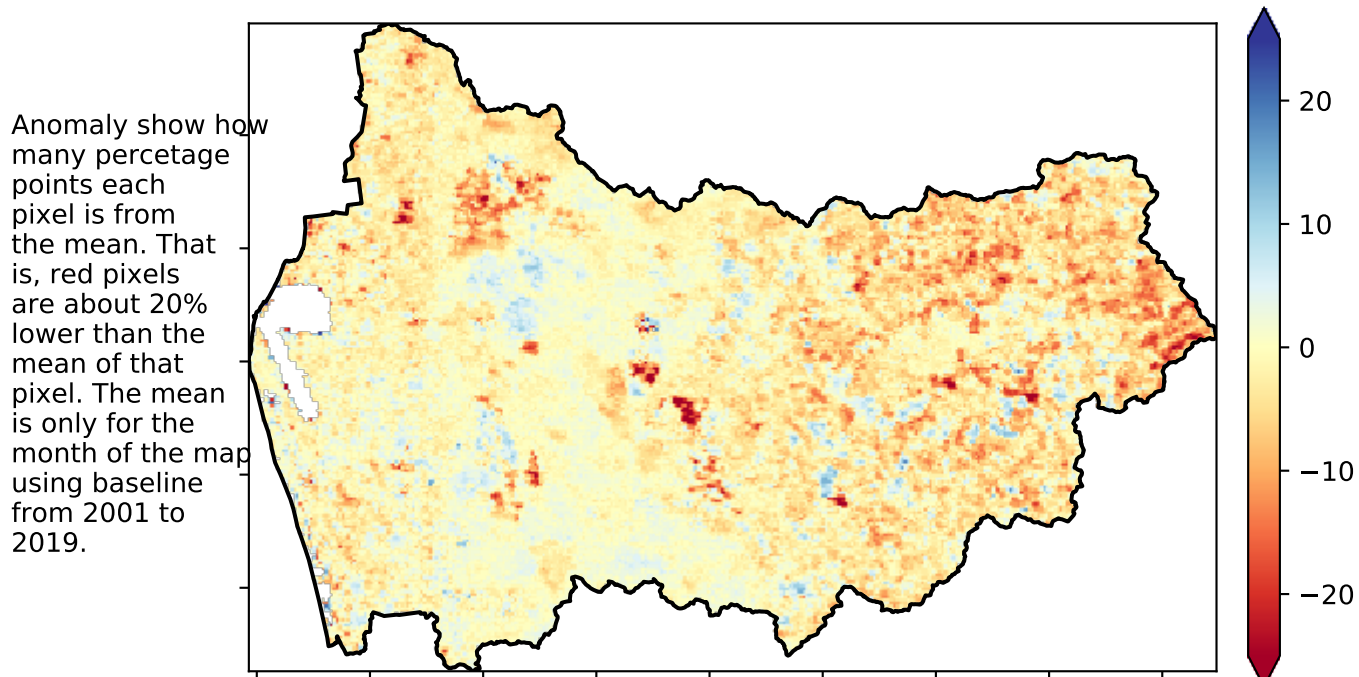 Anomaly show how
many percetage
points each
pixel is from
the mean. That
is, red pixels
are about 20%
lower than the
mean of that
pixel. The mean
is only for the
month of the map
using baseline
from 2001 to
2019.
20
10
0
−10
−20